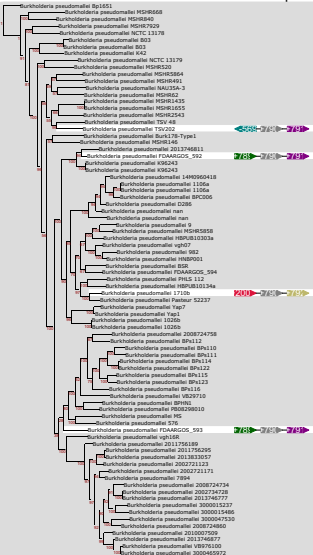 Burkholderia pseudomallei Bp1651
Burkholderia pseudomallei MSHR668
Burkholderia pseudomallei MSHR840
Burkholderia pseudomallei MSHR7929
Burkholderia pseudomallei NCTC 13178
Burkholderia pseudomallei B03
Burkholderia pseudomallei B03
Burkholderia pseudomallei K42
Burkholderia pseudomallei NCTC 13179
Burkholderia pseudomallei MSHR520
Burkholderia pseudomallei MSHR5864
Burkholderia pseudomallei MSHR491
Burkholderia pseudomallei NAU35A-3
Burkholderia pseudomallei MSHR62
Burkholderia pseudomallei MSHR1435
Burkholderia pseudomallei MSHR1655
Burkholderia pseudomallei MSHR2543
Burkholderia pseudomallei TSV 48
Burkholderia pseudomallei TSV202
Burkholderia pseudomallei Burk178-Type1
Burkholderia pseudomallei MSHR146
Burkholderia pseudomallei 2013746811
Burkholderia pseudomallei FDAARGOS_592
Burkholderia pseudomallei K96243
Burkholderia pseudomallei K96243
Burkholderia pseudomallei 14M0960418
Burkholderia pseudomallei 1106a
Burkholderia pseudomallei 1106a
Burkholderia pseudomallei BPC006
Burkholderia pseudomallei D286
Burkholderia pseudomallei nan
Burkholderia pseudomallei nan
Burkholderia pseudomallei 9
Burkholderia pseudomallei MSHR5858
Burkholderia pseudomallei HBPUB10303a
Burkholderia pseudomallei vgh07
Burkholderia pseudomallei 982
Burkholderia pseudomallei HNBP001
Burkholderia pseudomallei BSR
Burkholderia pseudomallei FDAARGOS_594
Burkholderia pseudomallei PHLS 112
Burkholderia pseudomallei HBPUB10134a
Burkholderia pseudomallei 1710b
Burkholderia pseudomallei Pasteur 52237
Burkholderia pseudomallei Yap7
Burkholderia pseudomallei Yap1
Burkholderia pseudomallei 1026b
Burkholderia pseudomallei 1026b
Burkholderia pseudomallei 2008724758
Burkholderia pseudomallei BPs112
Burkholderia pseudomallei BPs110
Burkholderia pseudomallei BPs111
Burkholderia pseudomallei BPs114
Burkholderia pseudomallei BPs122
Burkholderia pseudomallei BPs115
Burkholderia pseudomallei BPs123
Burkholderia pseudomallei BPs116
Burkholderia pseudomallei VB29710
Burkholderia pseudomallei BPHN1
Burkholderia pseudomallei PB08298010
Burkholderia pseudomallei MS
Burkholderia pseudomallei 576
Burkholderia pseudomallei FDAARGOS_593
Burkholderia pseudomallei vgh16R
Burkholderia pseudomallei 2011756189
Burkholderia pseudomallei 2011756295
Burkholderia pseudomallei 2013833057
Burkholderia pseudomallei 2002721123
Burkholderia pseudomallei 2002721171
Burkholderia pseudomallei 7894
Burkholderia pseudomallei 2008724734
Burkholderia pseudomallei 2002734728
Burkholderia pseudomallei 2013746777
Burkholderia pseudomallei 3000015237
Burkholderia pseudomallei 3000015486
Burkholderia pseudomallei 3000047530
Burkholderia pseudomallei 2008724860
Burkholderia pseudomallei 2010007509
Burkholderia pseudomallei 2013746877
Burkholderia pseudomallei VB976100
Burkholderia pseudomallei 3000465972